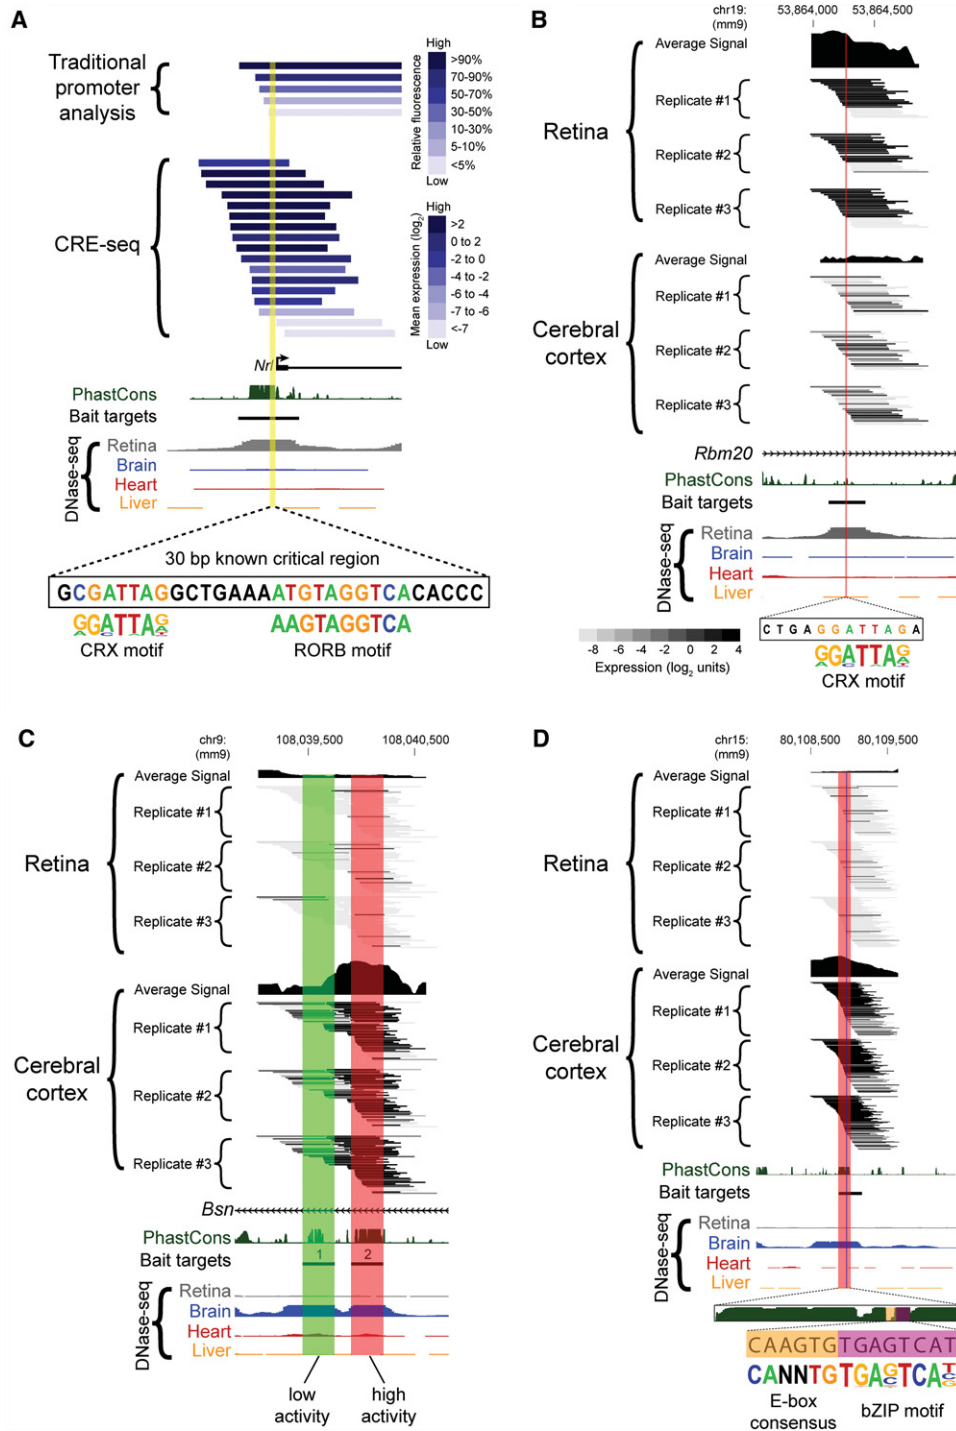 A
Traditional
promoter
analysis
High
>90%
70-90%
50-70%
30-50%
10-30%
5-10%
<5%
Low
Relative fluorescence
CRE-seq
High
>2
0 to 2
-2 to 0
-4 to -2
-6 to -4
-7 to -6
<-7
Low
Mean expression (log2)
Nrl
PhastCons
Bait targets
DNase-seq
Retina
Brain
Heart
Liver
30 bp known critical region
GCGATTAGGCTGAAAATGTAGGTCACACCC
GGATTAG
AAGTAGGTCA
CRX motif
RORB motif
B
chr19:
(mm9)
53,864,000
53,864,500
Average Signal
Retina
Replicate #1
Replicate #2
Replicate #3
Average Signal
Cerebral
cortex
Replicate #1
Replicate #2
Replicate #3
Rbm20
PhastCons
Bait targets
DNase-seq
Retina
Brain
Heart
Liver
CTGAGGATTAGA
GGATTAG
CRX motif
-8 -6 -4 -2 0 2 4
Expression (log2 units)
C
chr9:
(mm9)
108,039,500
108,040,500
Average Signal
Retina
Replicate #1
Replicate #2
Replicate #3
Average Signal
Cerebral
cortex
Replicate #1
Replicate #2
Replicate #3
Bsn
PhastCons
Bait targets
1
2
DNase-seq
Retina
Brain
Heart
Liver
low
activity
high
activity
D
chr15:
(mm9)
80,108,500
80,109,500
Average Signal
Retina
Replicate #1
Replicate #2
Replicate #3
Average Signal
Cerebral
cortex
Replicate #1
Replicate #2
Replicate #3
PhastCons
Bait targets
DNase-seq
Retina
Brain
Heart
Liver
CAAGTGTGAGTCAT
CANNTGTGAGTCA
E-box
consensus
bZIP motif